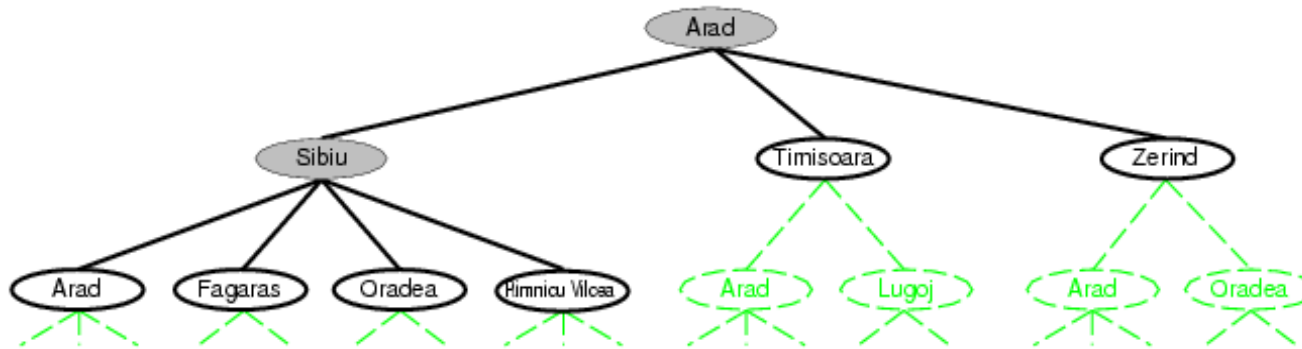 Arad
Sibiu
Timisoara
Zerind
Arad
Fagaras
Oradea
Rimnicu Vilcea
Arad
Lugoj
Arad
Oradea